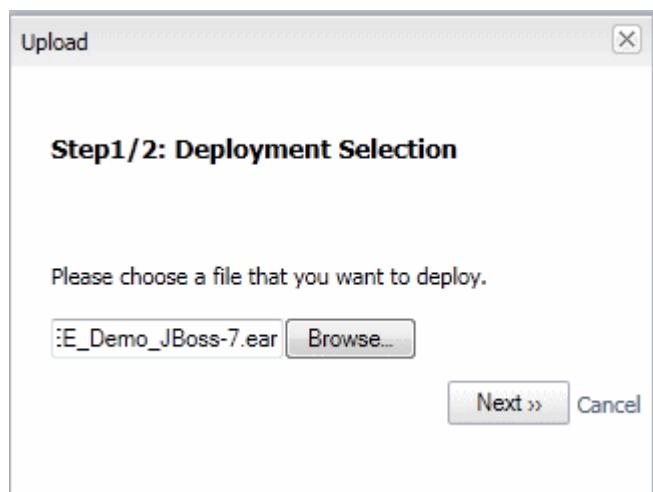 Upload
Step1/2: Deployment Selection
Please choose a file that you want to deploy.
E_Demo_JBoss-7.ear Browse...
Next ›› Cancel